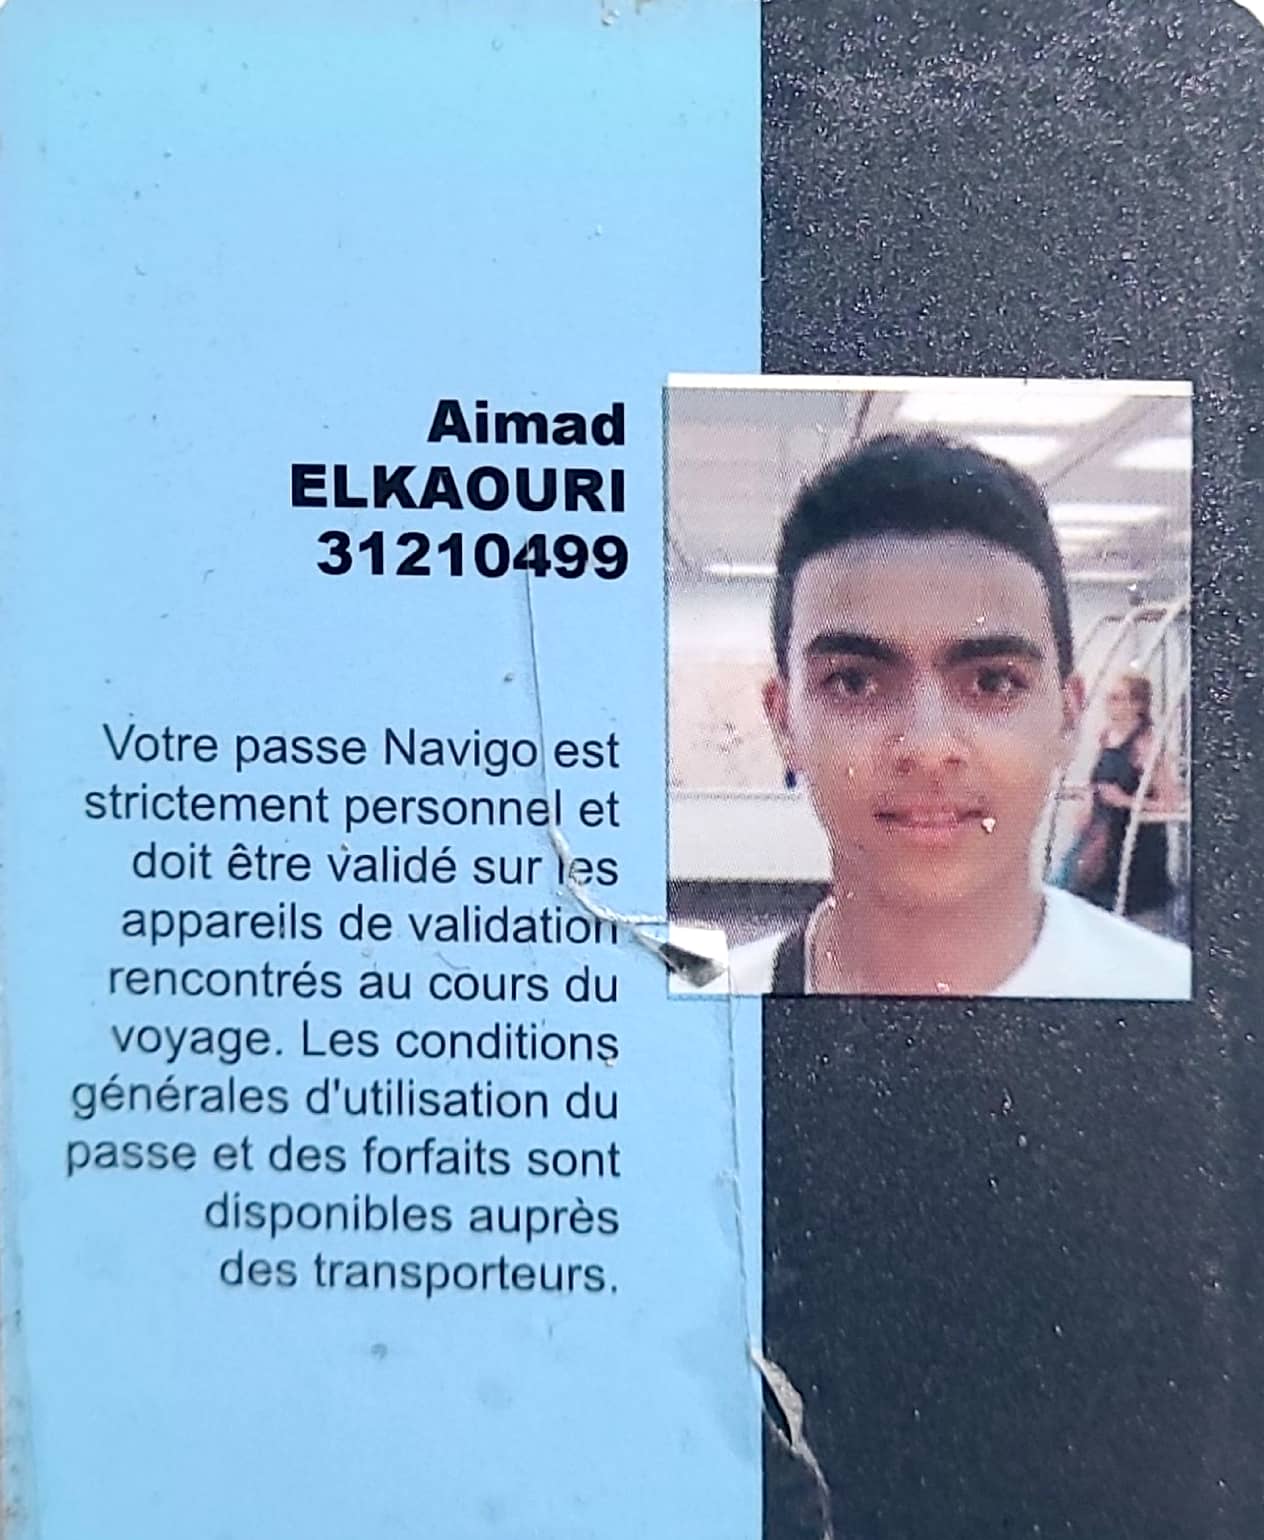 Aimad
ELKAOURI
31210499
Votre passe Navigo est
strictement personnel et
doit être validé sur les
appareils de validation
rencontrés au cours du
voyage. Les conditions
générales d'utilisation du
passe et des forfaits sont
disponibles auprès
des transporteurs.